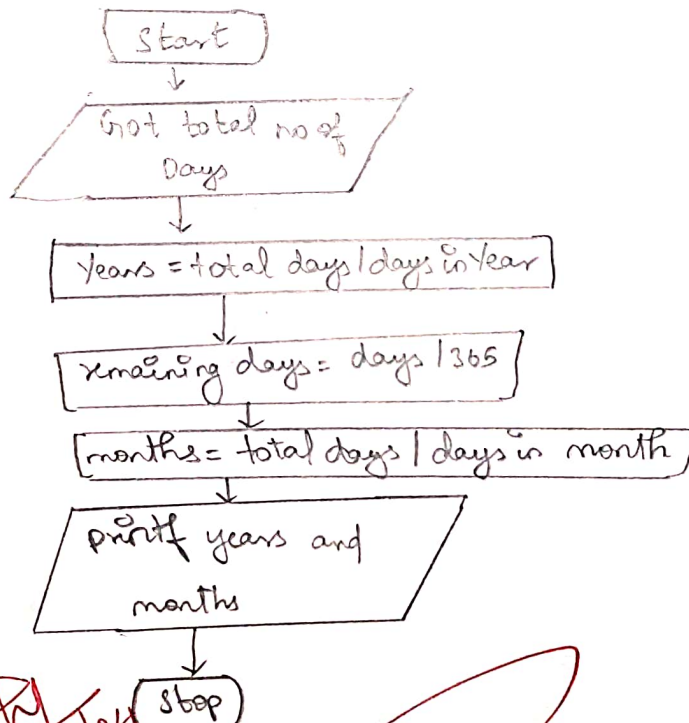 Start
Got total no of
Days
Years = total days / days in Year
remaining days = days / 365
months = total days / days in month
printf years and
months
Stop